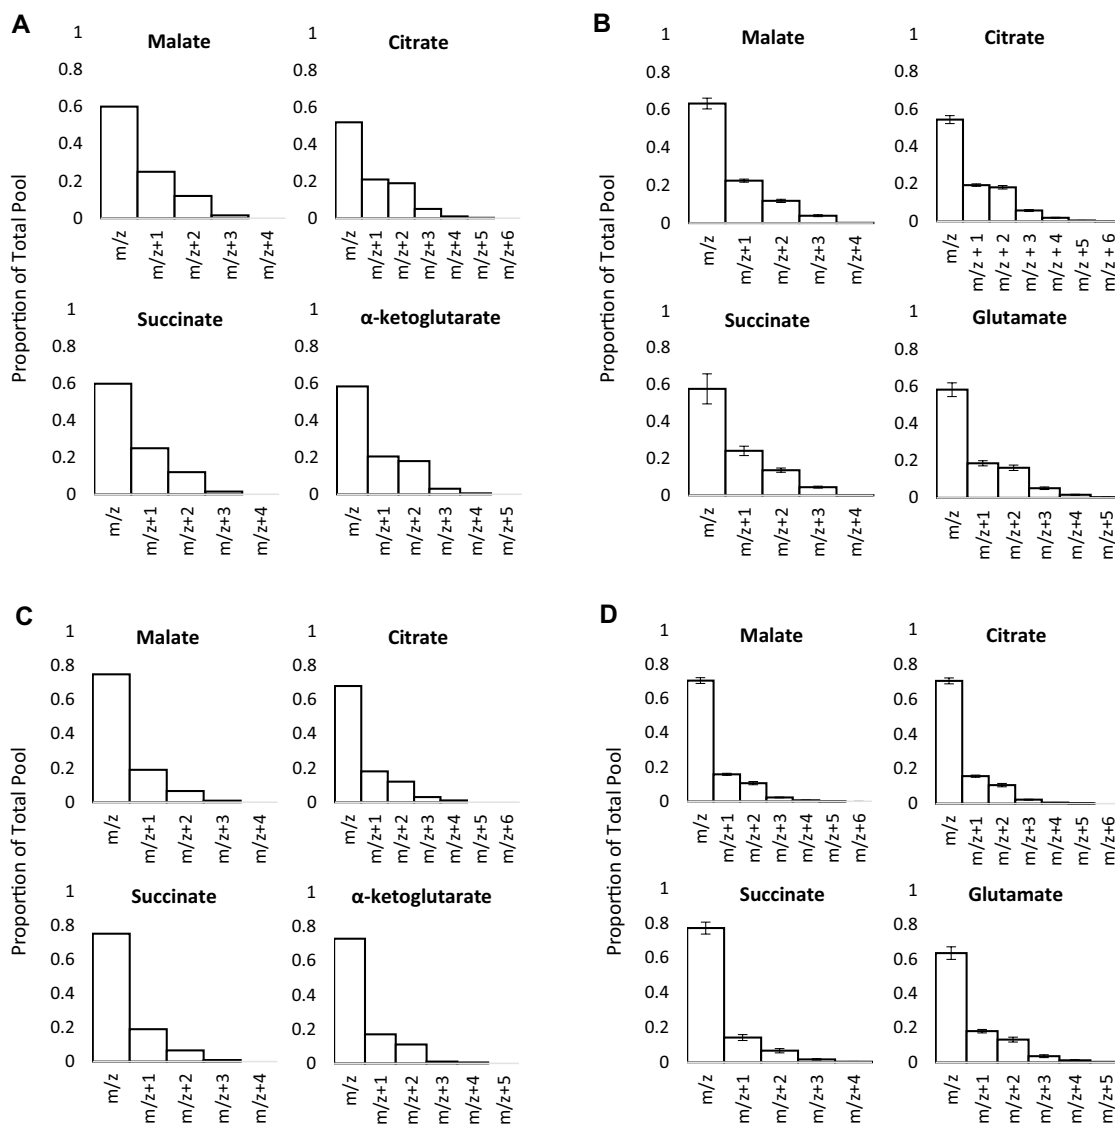 A
Proportion of Total Pool
Malate
1
0.8
0.6
0.4
0.2
0
m/z
m/z+1
m/z+2
m/z+3
m/z+4
Citrate
1
0.8
0.6
0.4
0.2
0
m/z
m/z+1
m/z+2
m/z+3
m/z+4
m/z+5
m/z+6
Succinate
1
0.8
0.6
0.4
0.2
0
m/z
m/z+1
m/z+2
m/z+3
m/z+4
α-ketoglutarate
1
0.8
0.6
0.4
0.2
0
m/z
m/z+1
m/z+2
m/z+3
m/z+4
m/z+5
B
Proportion of Total Pool
Malate
1
0.8
0.6
0.4
0.2
0
m/z
m/z+1
m/z+2
m/z+3
m/z+4
Citrate
1
0.8
0.6
0.4
0.2
0
m/z
m/z + 1
m/z + 2
m/z + 3
m/z + 4
m/z +5
m/z + 6
Succinate
1
0.8
0.6
0.4
0.2
0
m/z
m/z+1
m/z+2
m/z+3
m/z+4
Glutamate
1
0.8
0.6
0.4
0.2
0
m/z
m/z+1
m/z+2
m/z+3
m/z+4
m/z+5
C
Proportion of Total Pool
Malate
1
0.8
0.6
0.4
0.2
0
m/z
m/z+1
m/z+2
m/z+3
m/z+4
Citrate
1
0.8
0.6
0.4
0.2
0
m/z
m/z+1
m/z+2
m/z+3
m/z+4
m/z+5
m/z+6
Succinate
1
0.8
0.6
0.4
0.2
0
m/z
m/z+1
m/z+2
m/z+3
m/z+4
α-ketoglutarate
1
0.8
0.6
0.4
0.2
0
m/z
m/z+1
m/z+2
m/z+3
m/z+4
m/z+5
D
Proportion of Total Pool
Malate
1
0.8
0.6
0.4
0.2
0
m/z
m/z+1
m/z+2
m/z+3
m/z+4
m/z+5
m/z+6
Citrate
1
0.8
0.6
0.4
0.2
0
m/z
m/z+1
m/z+2
m/z+3
m/z+4
m/z+5
m/z+6
Succinate
1
0.8
0.6
0.4
0.2
0
m/z
m/z+1
m/z+2
m/z+3
m/z+4
Glutamate
1
0.8
0.6
0.4
0.2
0
m/z
m/z+1
m/z+2
m/z+3
m/z+4
m/z+5